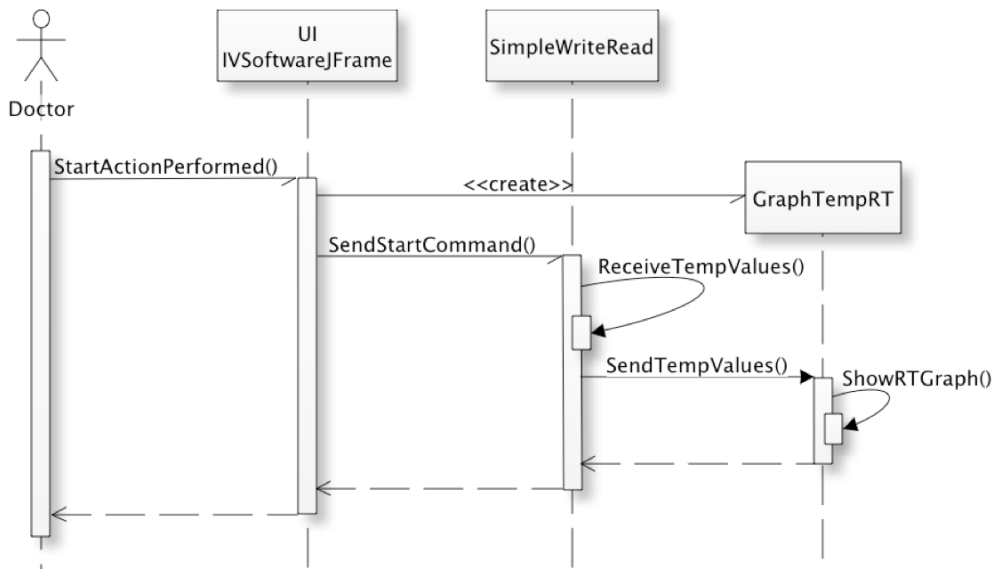 UI
IVSoftwareJFrame
SimpleWriteRead
Doctor
StartActionPerformed()
<<create>>
GraphTempRT
SendStartCommand()
ReceiveTempValues()
SendTempValues()
ShowRTGraph()